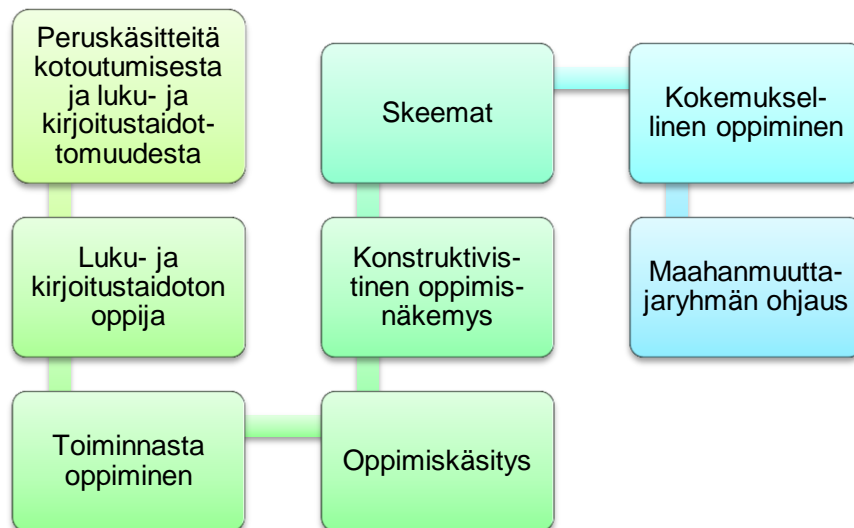 Peruskäsitteitä
kotoutumisesta
ja luku- ja
kirjoitustaidot-
tomuudesta
Luku- ja
kirjoitustaidoton
oppija
Toiminnasta
oppiminen
Oppimiskäsitys
Konstruktivis-
tinen oppimis-
näkemys
Skeemat
Kokemuksel-
linen oppiminen
Maahanmuutta-
jaryhmän ohjaus